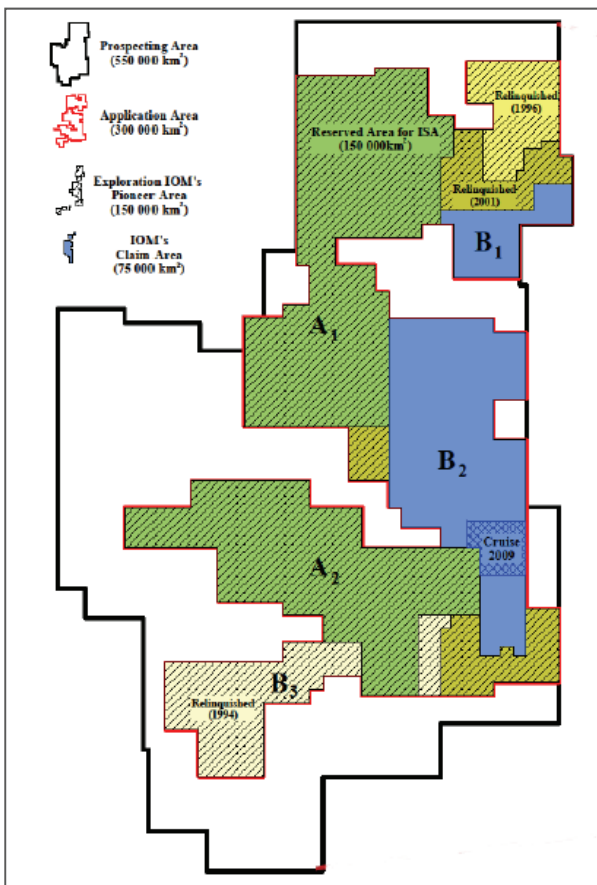 Prospecting Area
(550 000 km²)
Application Area
(300 000 km²)
Exploration IOM's
Pioneer Area
(150 000 km²)
IOM's
Claim Area
(75 000 km²)
Relinquished
(1996)
Reserved Area for ISA
(150 000km²)
Relinquished
(2001)
B1
A1
B2
Cruise
2009
A2
B3
Relinquished
(1994)